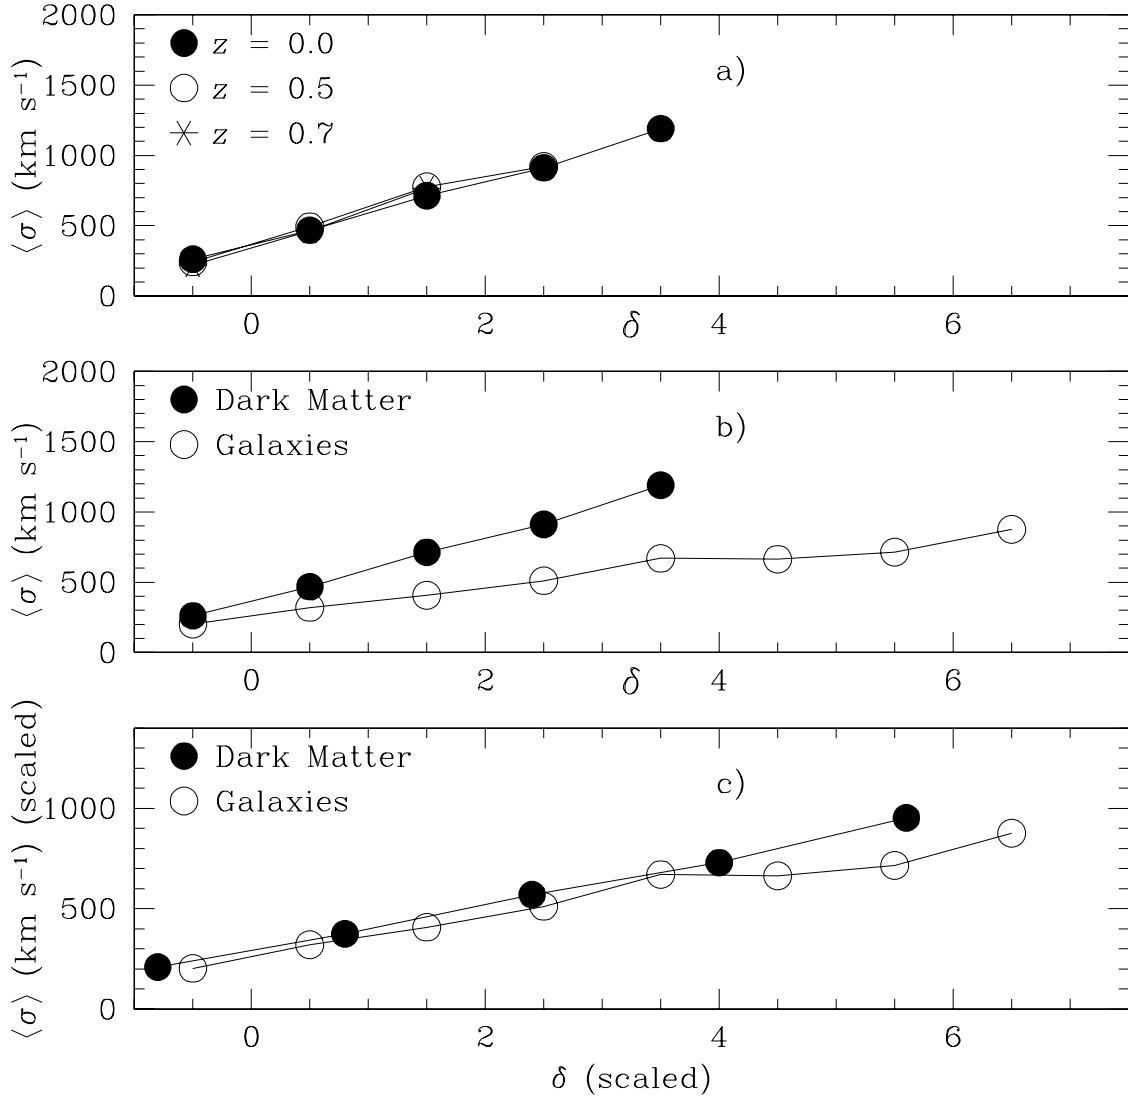 2000
1500
1000
500
0
⟨σ⟩ (km s⁻¹)
z = 0.0
z = 0.5
z = 0.7
a)
0 2 δ 4 6
2000
1500
1000
500
0
⟨σ⟩ (km s⁻¹)
Dark Matter
Galaxies
b)
0 2 δ 4 6
1000
500
0
⟨σ⟩ (km s⁻¹) (scaled)
Dark Matter
Galaxies
c)
0 2 4 6
δ (scaled)